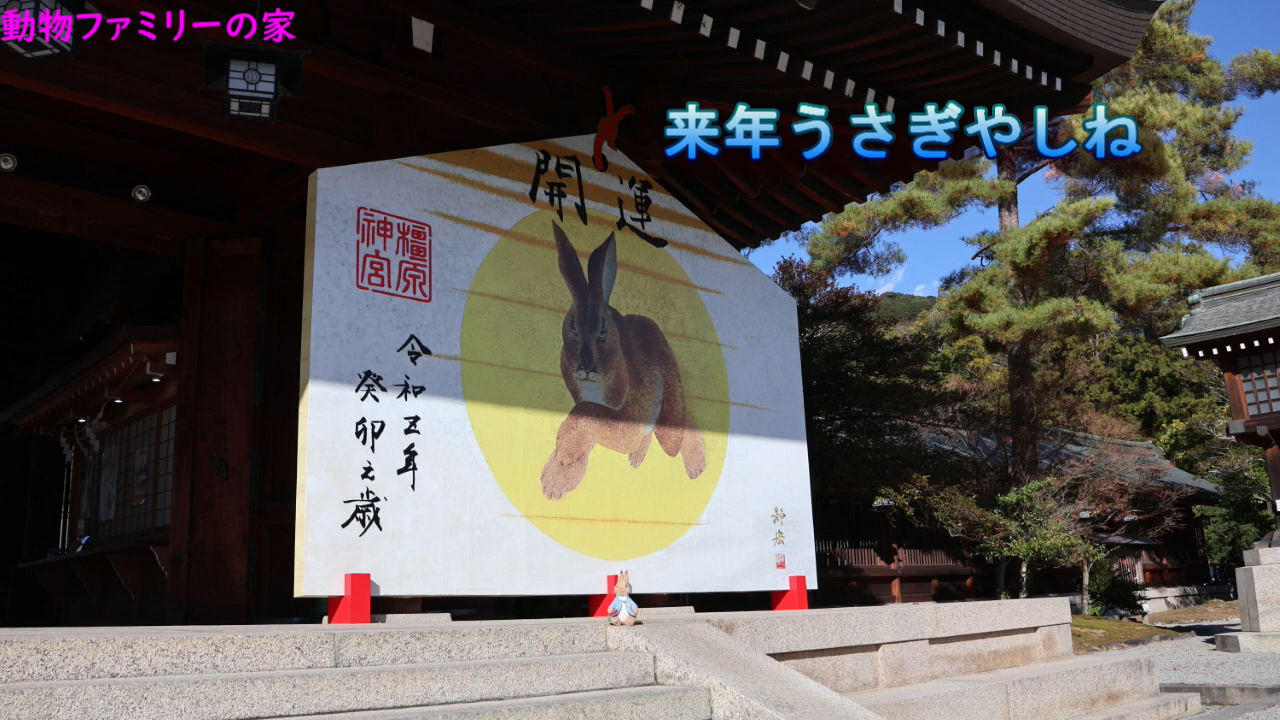 動物ファミリーの家
来年うさぎやしね
開運
橿原神宮
令和五年
癸卯之歳